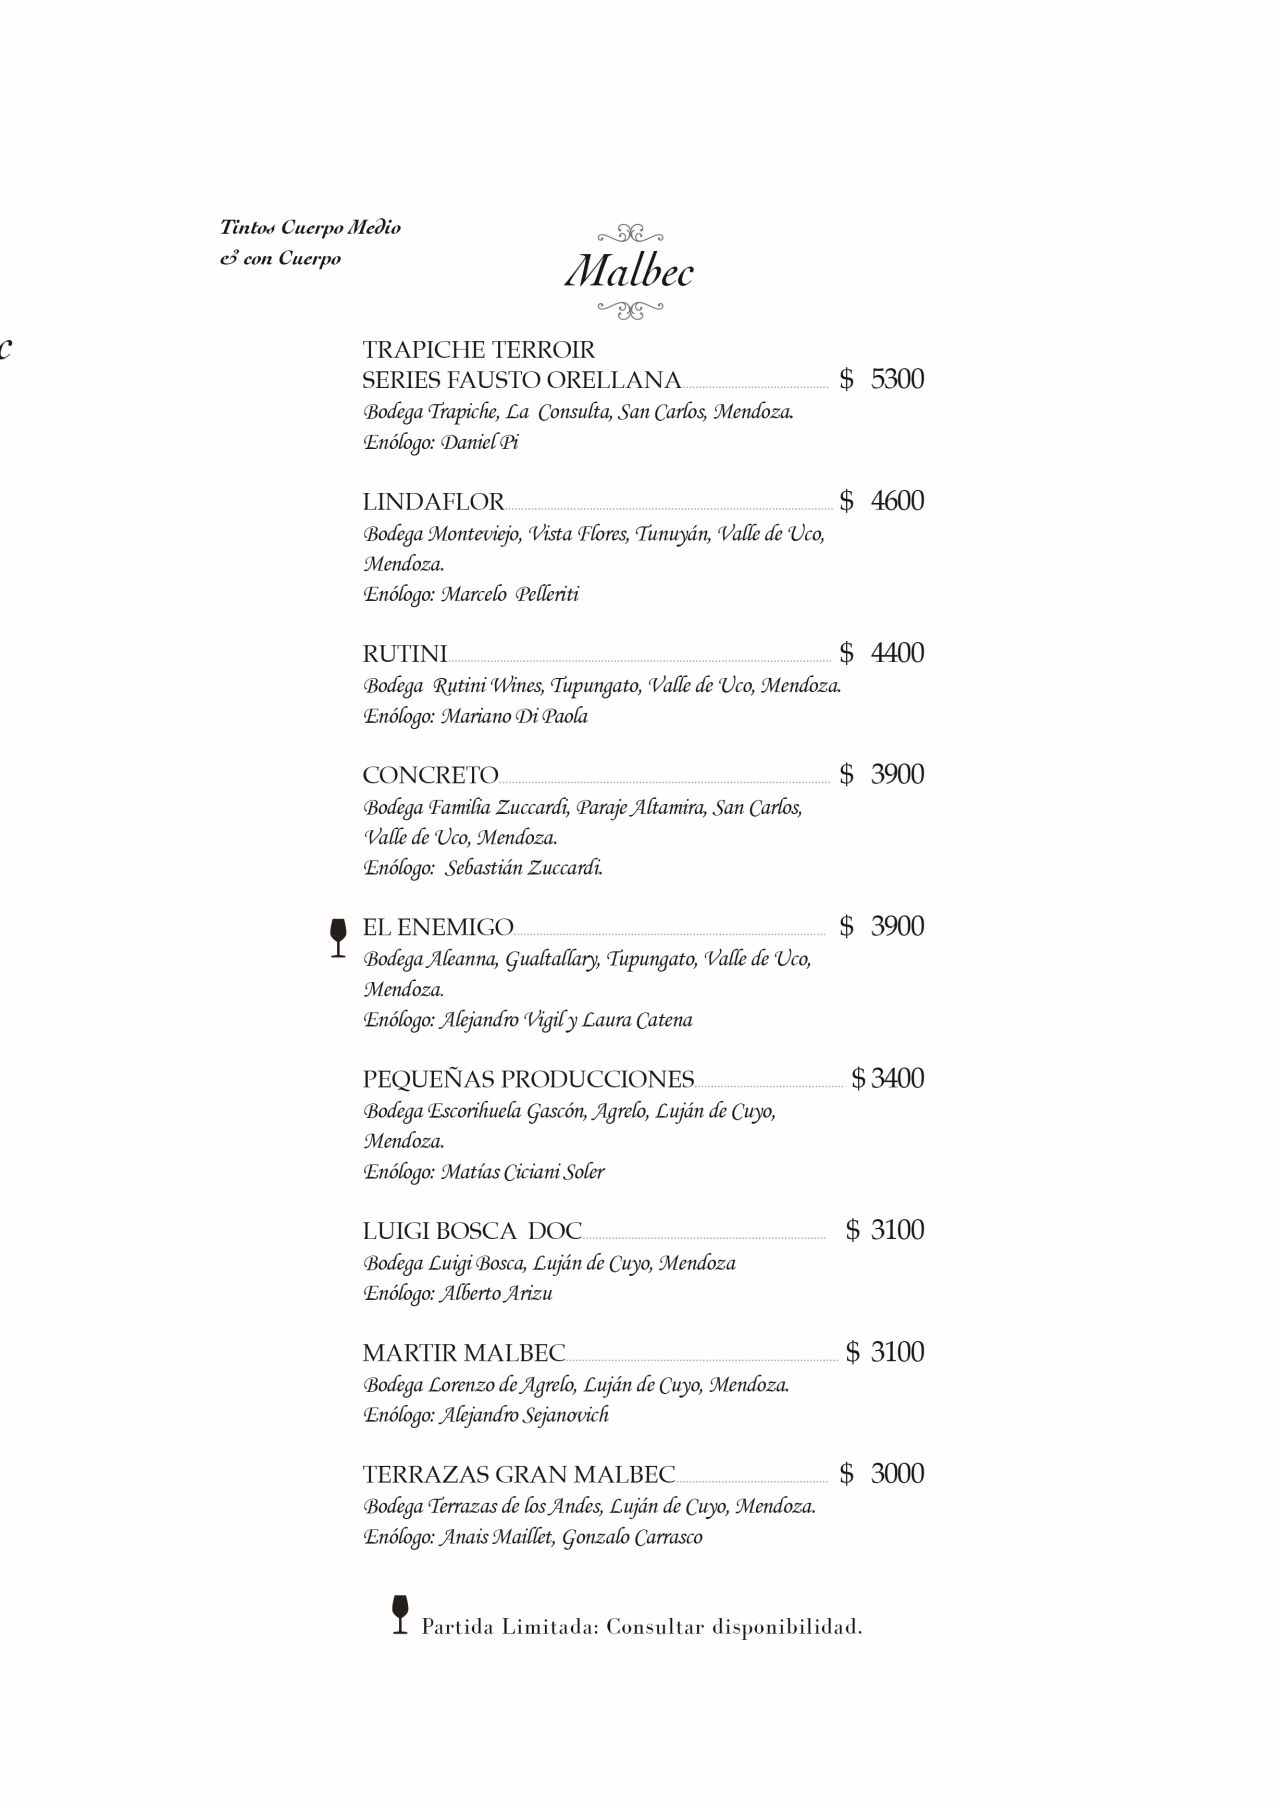 Tintos Cuerpo Medio
& con Cuerpo
Malbec
c
TRAPICHE TERROIR
SERIES FAUSTO ORELLANA $ 5300
Bodega Trapiche, La Consulta, San Carlos, Mendoza.
Enólogo: Daniel Pi
LINDAFLOR $ 4600
Bodega Monteviejo, Vista Flores, Tunuyán, Valle de Uco,
Mendoza.
Enólogo: Marcelo Pelleriti
RUTINI $ 4400
Bodega Rutini Wines, Tupungato, Valle de Uco, Mendoza.
Enólogo: Mariano Di Paola
CONCRETO $ 3900
Bodega Familia Zuccardi, Paraje Altamira, San Carlos,
Valle de Uco, Mendoza.
Enólogo: Sebastián Zuccardi.
EL ENEMIGO $ 3900
Bodega Aleanna, Gualtallary, Tupungato, Valle de Uco,
Mendoza.
Enólogo: Alejandro Vigil y Laura Catena
PEQUEÑAS PRODUCCIONES $ 3400
Bodega Escorihuela Gascón, Agrelo, Luján de Cuyo,
Mendoza.
Enólogo: Matías Ciciani Soler
LUIGI BOSCA DOC $ 3100
Bodega Luigi Bosca, Luján de Cuyo, Mendoza
Enólogo: Alberto Arizu
MARTIR MALBEC $ 3100
Bodega Lorenzo de Agrelo, Luján de Cuyo, Mendoza.
Enólogo: Alejandro Sejanovich
TERRAZAS GRAN MALBEC $ 3000
Bodega Terrazas de los Andes, Luján de Cuyo, Mendoza.
Enólogo: Anais Maillet, Gonzalo Carrasco
Partida Limitada: Consultar disponibilidad.